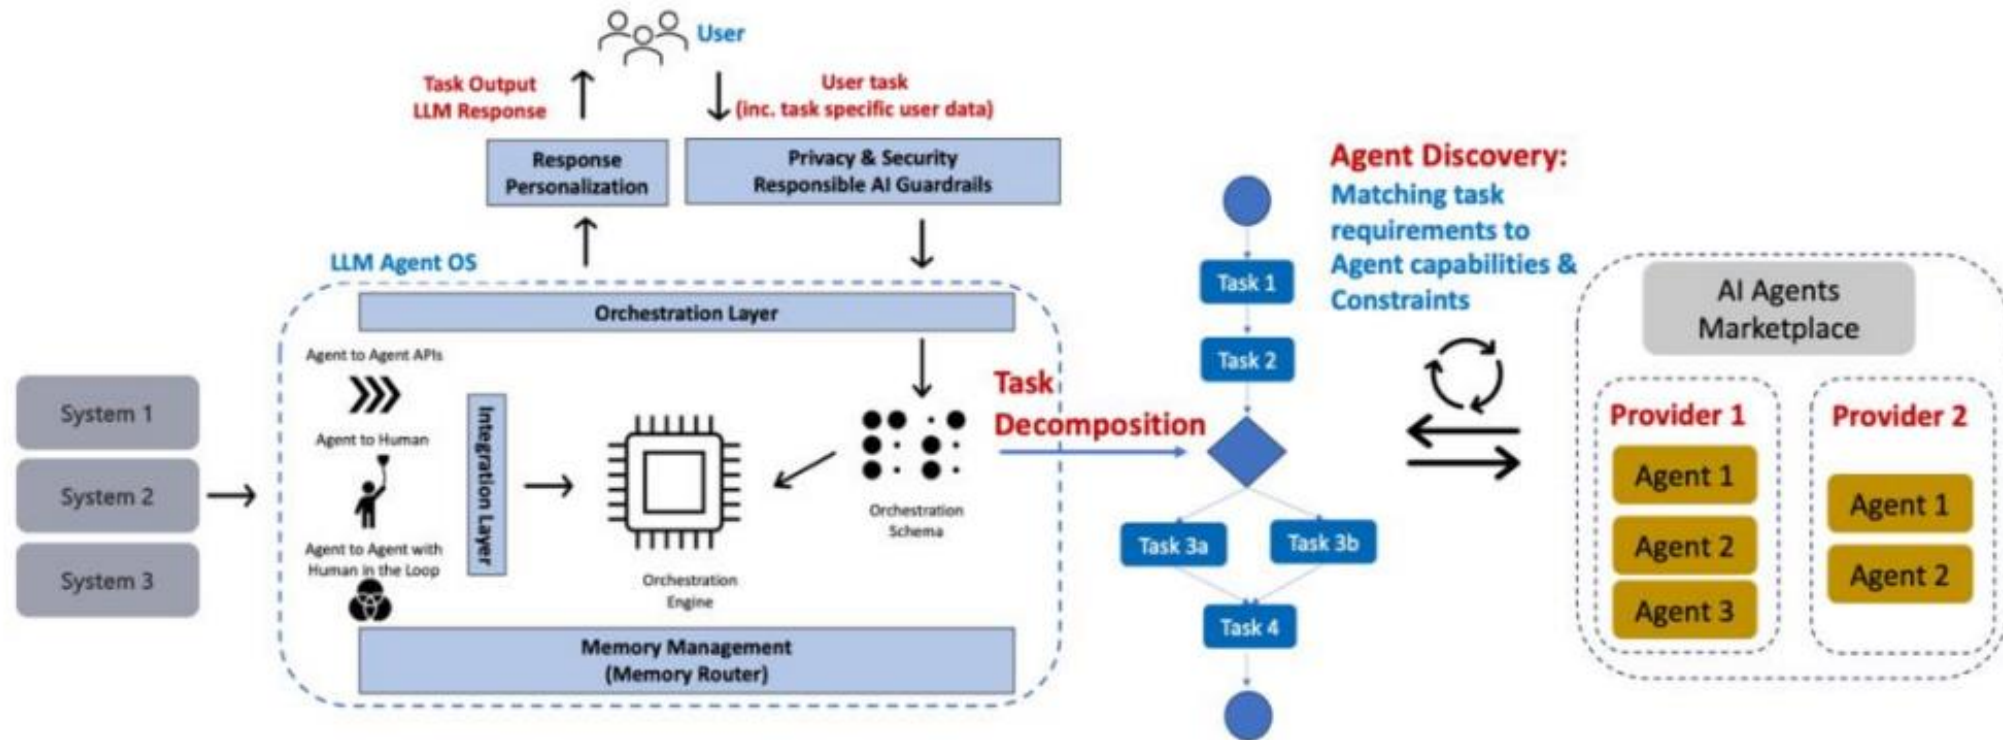 User
Task Output
LLM Response
User task
(inc. task specific user data)
Response
Personalization
Privacy & Security
Responsible AI Guardrails
LLM Agent OS
Orchestration Layer
System 1
System 2
System 3
Agent to Agent APIs
Agent to Human
Agent to Agent with
Human in the Loop
Integration Layer
Orchestration
Engine
Orchestration
Schema
Memory Management
(Memory Router)
Task
Decomposition
Task 1
Task 2
Task 3a
Task 3b
Task 4
Agent Discovery:
Matching task
requirements to
Agent capabilities &
Constraints
AI Agents
Marketplace
Provider 1
Agent 1
Agent 2
Agent 3
Provider 2
Agent 1
Agent 2